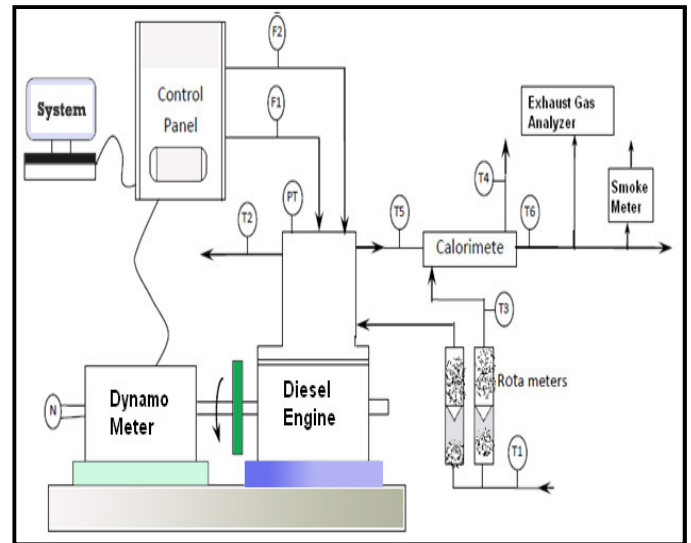 F2
System
Control
Panel
F1
Exhaust Gas
Analyzer
T4
Smoke
Meter
T2
PT
T5
T6
Calorimete
T3
Rota meters
Dynamo
Meter
Diesel
Engine
N
T1